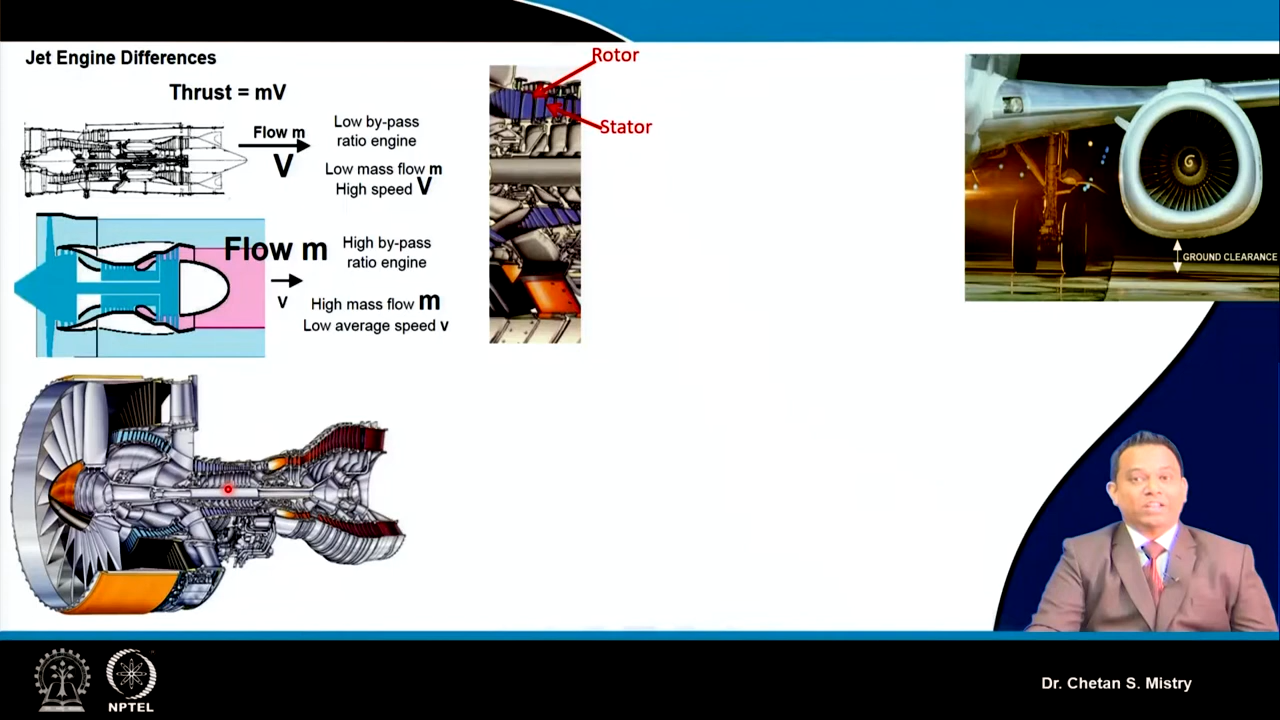 Jet Engine Differences
Thrust = mV
Flow m
V
Low by-pass
ratio engine
Low mass flow m
High speed V
Flow m
v
High by-pass
ratio engine
High mass flow m
Low average speed v
Rotor
Stator
GROUND CLEARANCE
NPTEL
Dr. Chetan S. Mistry